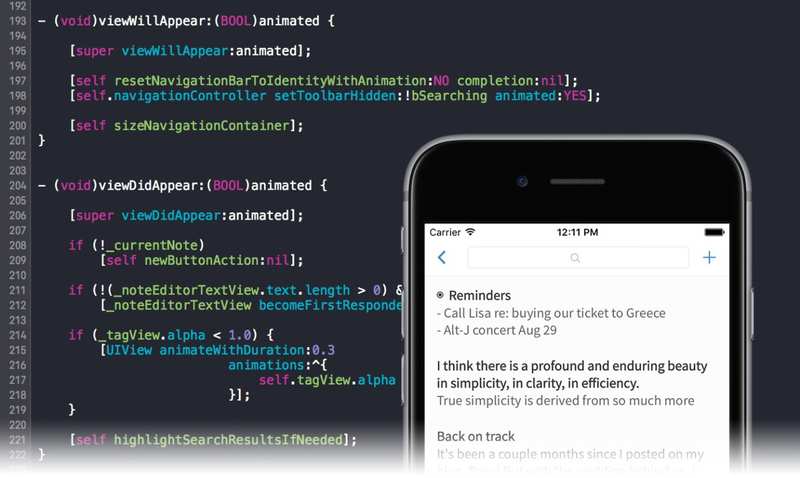 192
193 - (void)viewWillAppear:(BOOL)animated {
194
195 [super viewWillAppear:animated];
196
197 [self resetNavigationBarToIdentityWithAnimation:NO completion:nil];
198 [self.navigationController setToolbarHidden:!bSearching animated:YES];
199
200 [self sizeNavigationContainer];
201 }
202
203
204 - (void)viewDidAppear:(BOOL)animated {
205
206 [super viewDidAppear:animated];
207
208 if (!_currentNote)
209 [self newButtonAction:nil];
210
211 if (!(_noteEditorTextView.text.length > 0) &
212 [_noteEditorTextView becomeFirstResponde
213
214 if (_tagView.alpha < 1.0) {
215 [UIView animateWithDuration:0.3
216 animations:^{
217 self.tagView.alpha
218 }];
219 }
220
221 [self highlightSearchResultsIfNeeded];
222 }
Carrier 12:11 PM
Reminders
- Call Lisa re: buying our ticket to Greece
- Alt-J concert Aug 29
I think there is a profound and enduring beauty
in simplicity, in clarity, in efficiency.
True simplicity is derived from so much more
Back on track
It's been a couple months since I posted on my